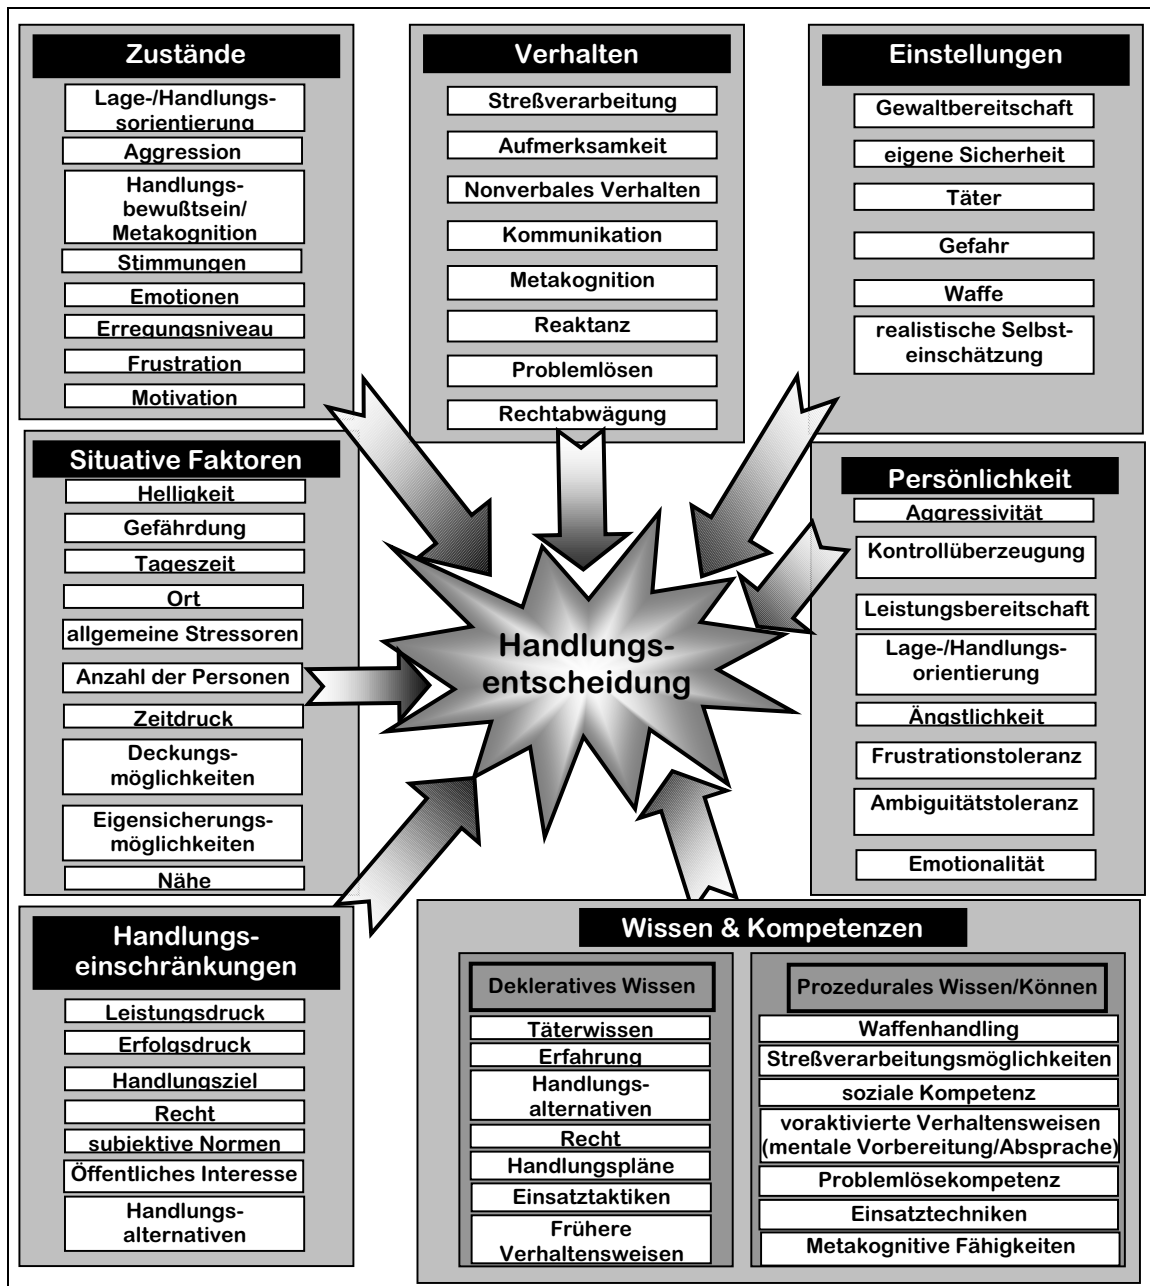 Zustände
Lage-/Handlungs-
sorientierung
Aggression
Handlungs-
bewußtsein/
Metakognition
Stimmungen
Emotionen
Erregungsniveau
Frustration
Motivation
Verhalten
Streßverarbeitung
Aufmerksamkeit
Nonverbales Verhalten
Kommunikation
Metakognition
Reaktanz
Problemlösen
Rechtabwägung
Einstellungen
Gewaltbereitschaft
eigene Sicherheit
Täter
Gefahr
Waffe
realistische Selbst-
einschätzung
Situative Faktoren
Helligkeit
Gefährdung
Tageszeit
Ort
allgemeine Stressoren
Anzahl der Personen
Zeitdruck
Deckungs-
möglichkeiten
Eigensicherungs-
möglichkeiten
Nähe
Handlungs-
entscheidung
Persönlichkeit
Aggressivität
Kontrollüberzeugung
Leistungsbereitschaft
Lage-/Handlungs-
orientierung
Ängstlichkeit
Frustrationstoleranz
Ambiguitätstoleranz
Emotionalität
Handlungs-
einschränkungen
Leistungsdruck
Erfolgsdruck
Handlungsziel
Recht
subjektive Normen
Öffentliches Interesse
Handlungs-
alternativen
Wissen & Kompetenzen
Dekleratives Wissen
Täterwissen
Erfahrung
Handlungs-
alternativen
Recht
Handlungspläne
Einsatztaktiken
Frühere
Verhaltensweisen
Prozedurales Wissen/Können
Waffenhandling
Streßverarbeitungsmöglichkeiten
soziale Kompetenz
voraktivierte Verhaltensweisen
(mentale Vorbereitung/Absprache)
Problemlösekompetenz
Einsatztechniken
Metakognitive Fähigkeiten